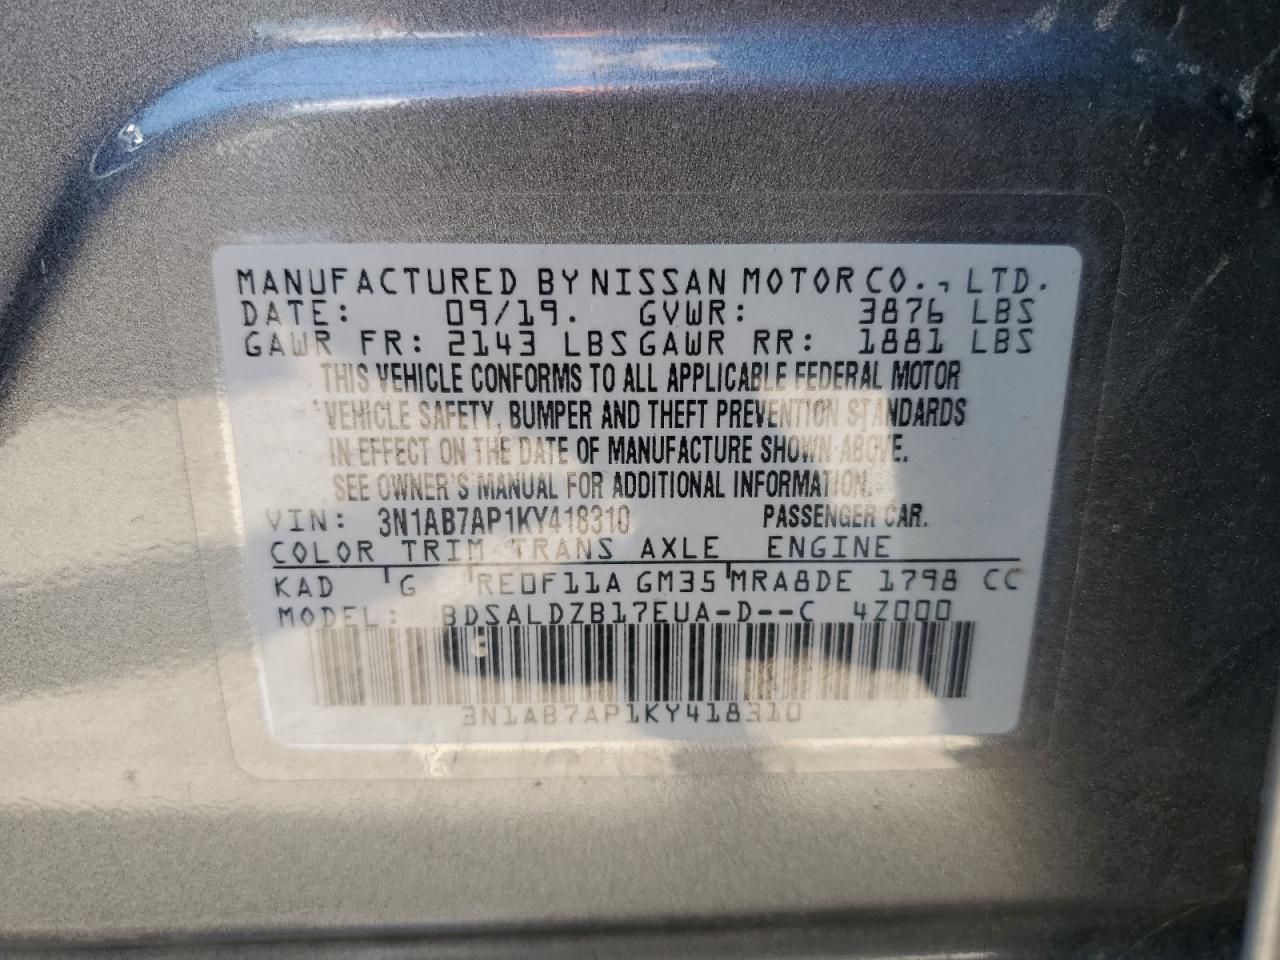 MANUFACTURED BY NISSAN MOTOR CO., LTD.
DATE: 09/19. GVWR: 3876 LBS
GAWR FR: 2143 LBS GAWR RR: 1881 LBS
THIS VEHICLE CONFORMS TO ALL APPLICABLE FEDERAL MOTOR
VEHICLE SAFETY, BUMPER AND THEFT PREVENTION STANDARDS
IN EFFECT ON THE DATE OF MANUFACTURE SHOWN ABOVE.
SEE OWNER'S MANUAL FOR ADDITIONAL INFORMATION.
VIN: 3N1AB7AP1KY418310 PASSENGER CAR.
COLOR TRIM TRANS AXLE ENGINE
KAD G RE0F11A GM35 MRA8DE 1798 CC
MODEL: BDSALDZB17EUA-D--C 4Z000
3N1AB7AP1KY418310